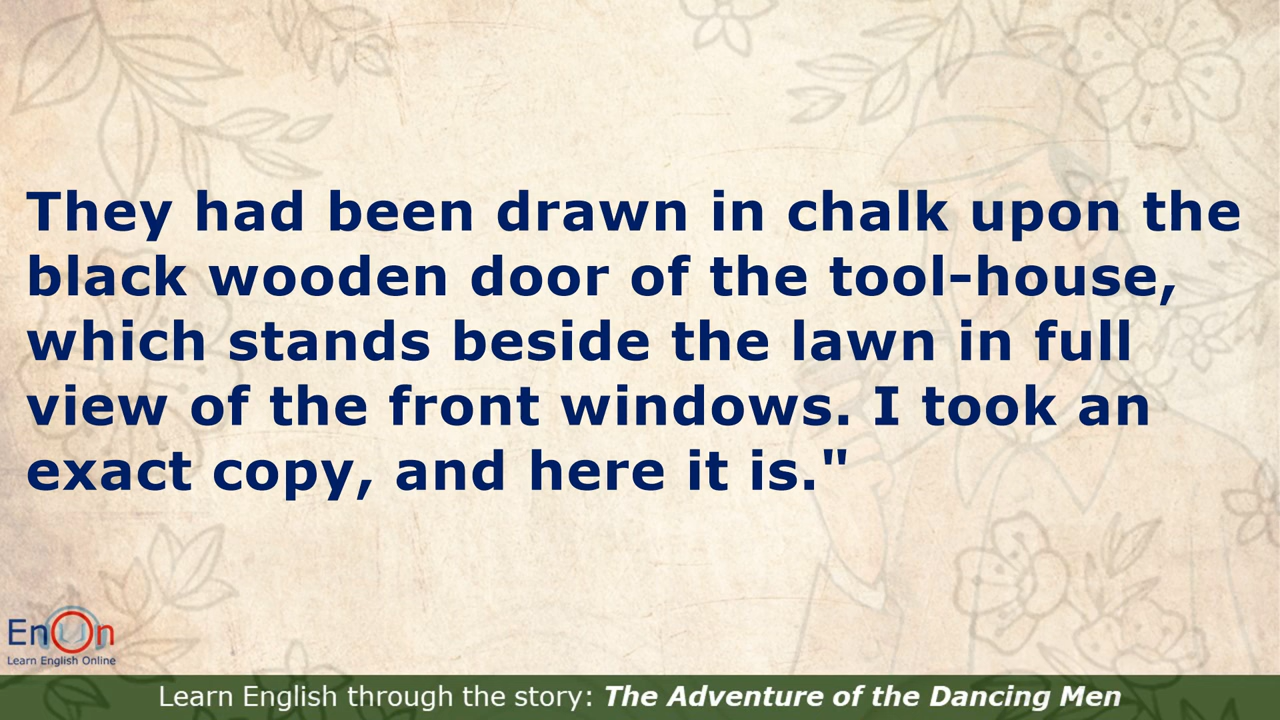 They had been drawn in chalk upon the
black wooden door of the tool-house,
which stands beside the lawn in full
view of the front windows. I took an
exact copy, and here it is."
EnOn
Learn English Online
Learn English through the story: The Adventure of the Dancing Men